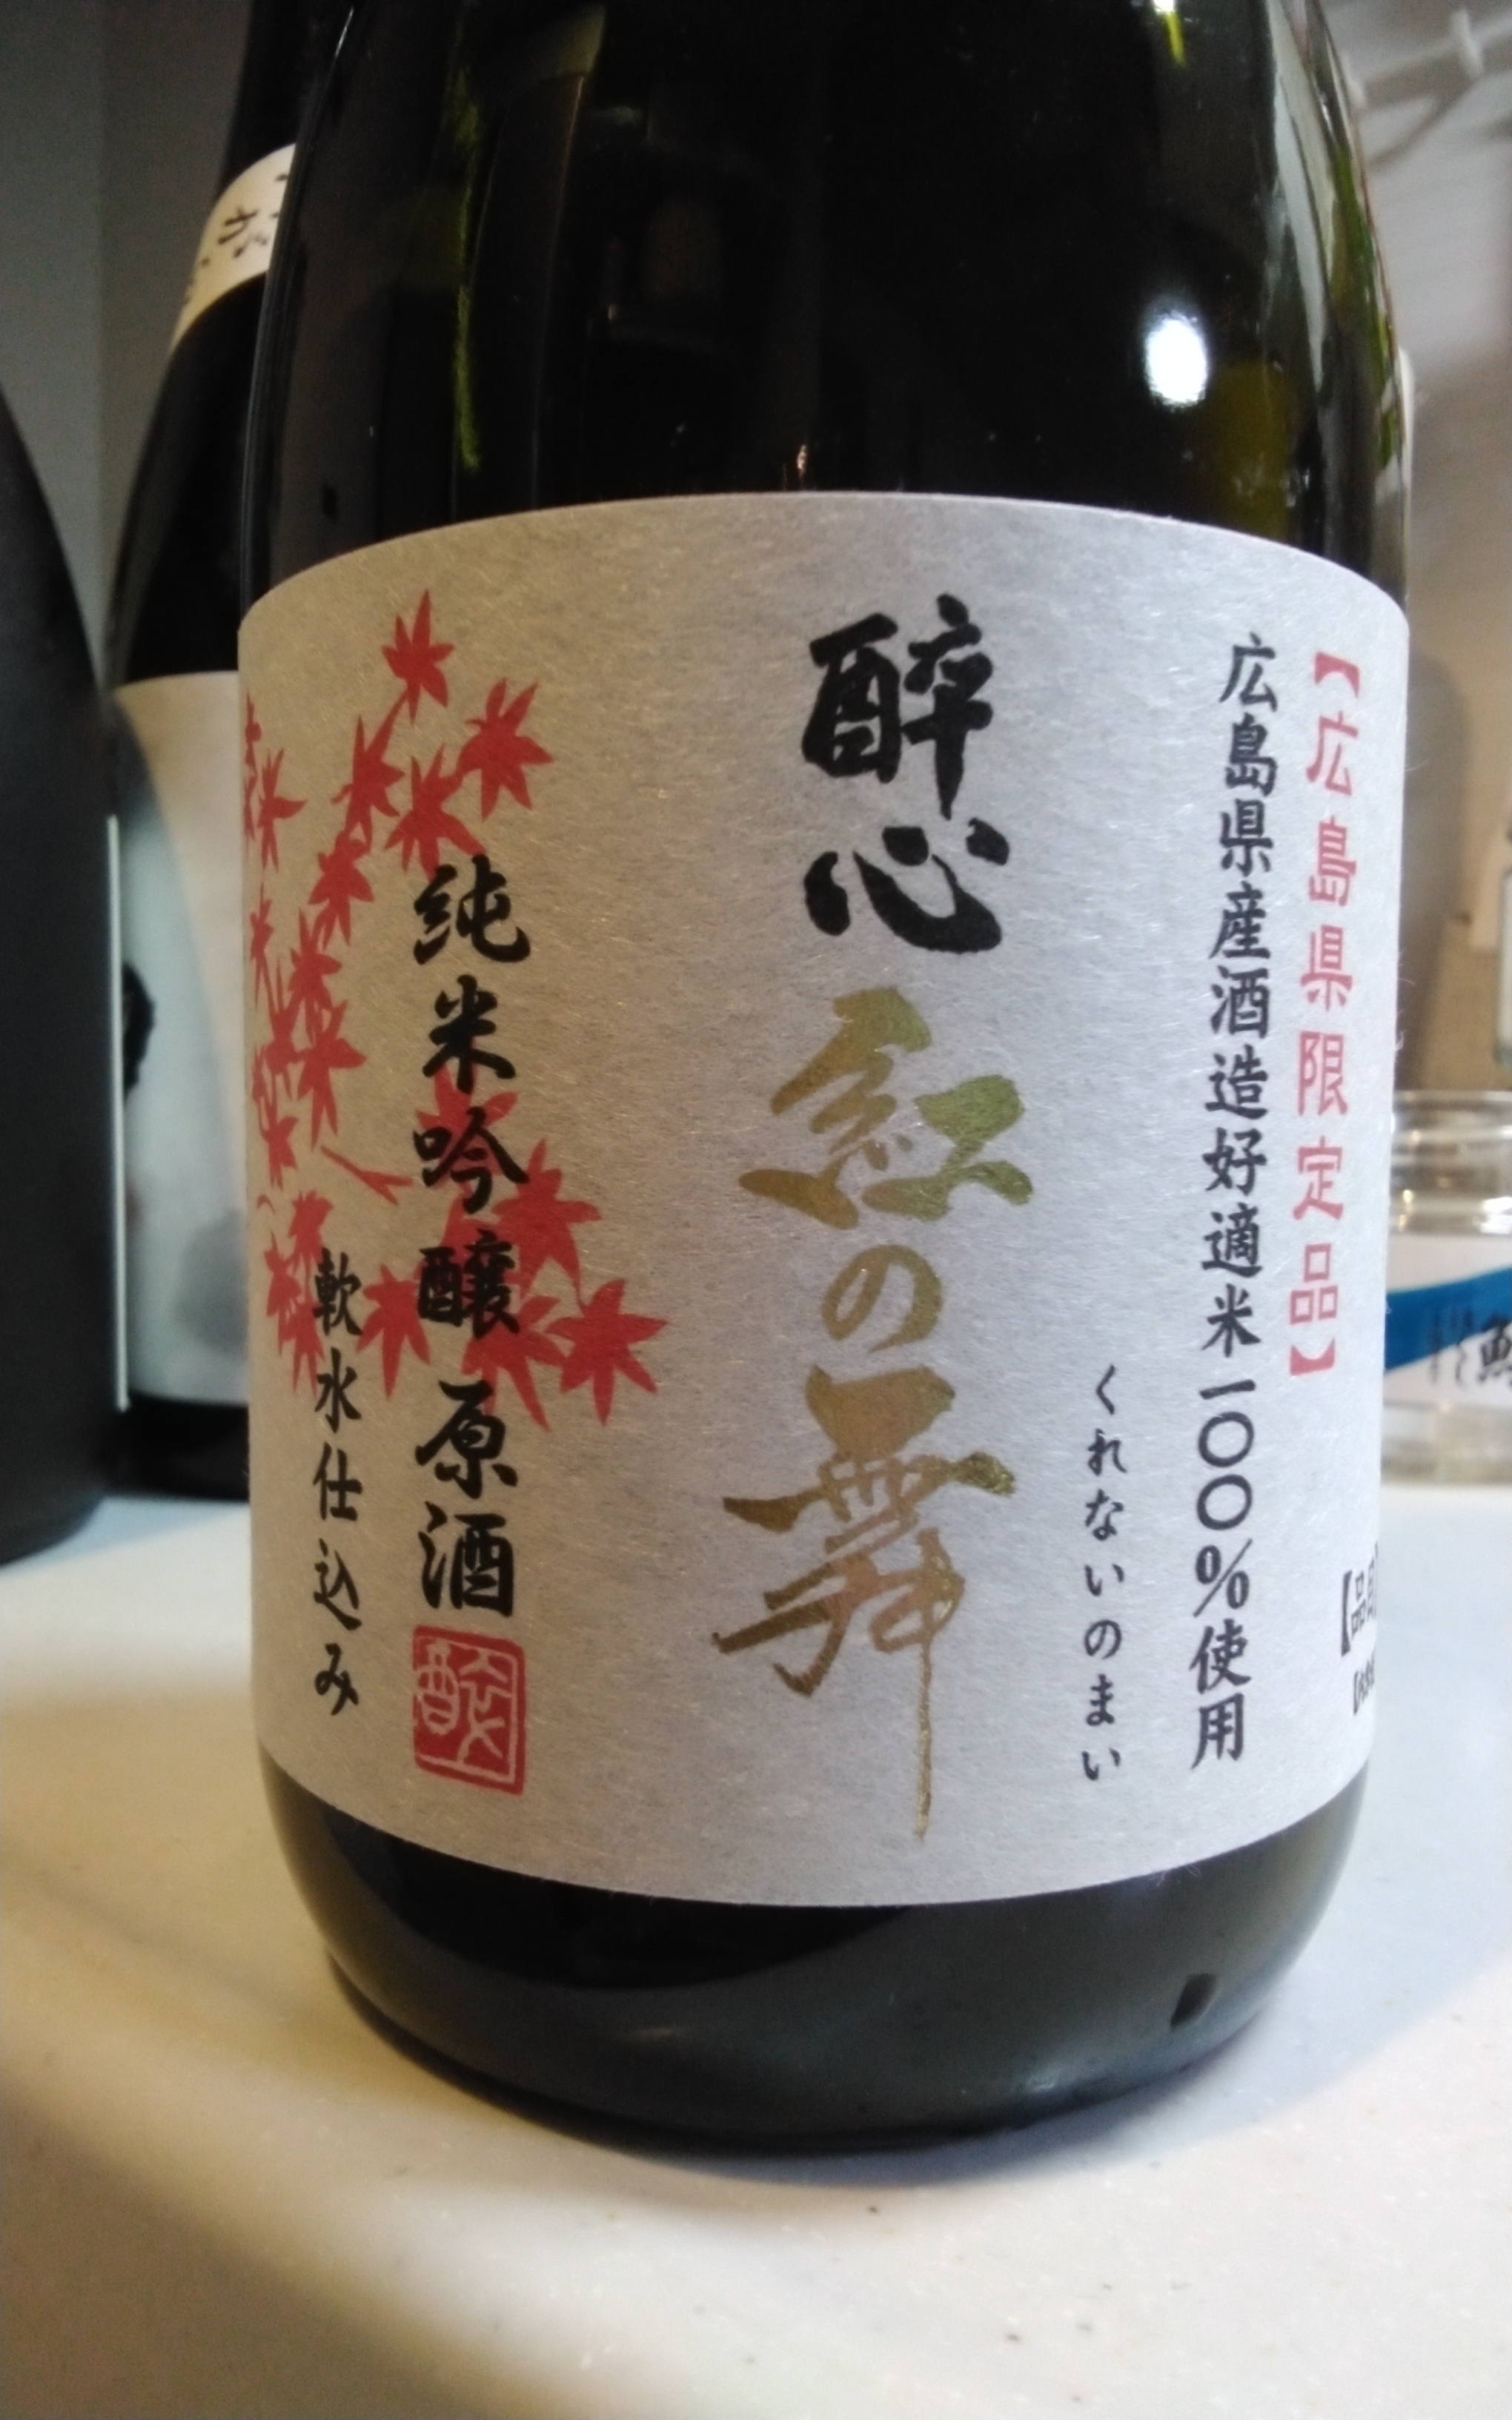 【広島県限定品】
広島県産酒造好適米一〇〇％使用
くれないのまい
醉心
紅の舞
純米吟醸 原酒
軟水仕込み